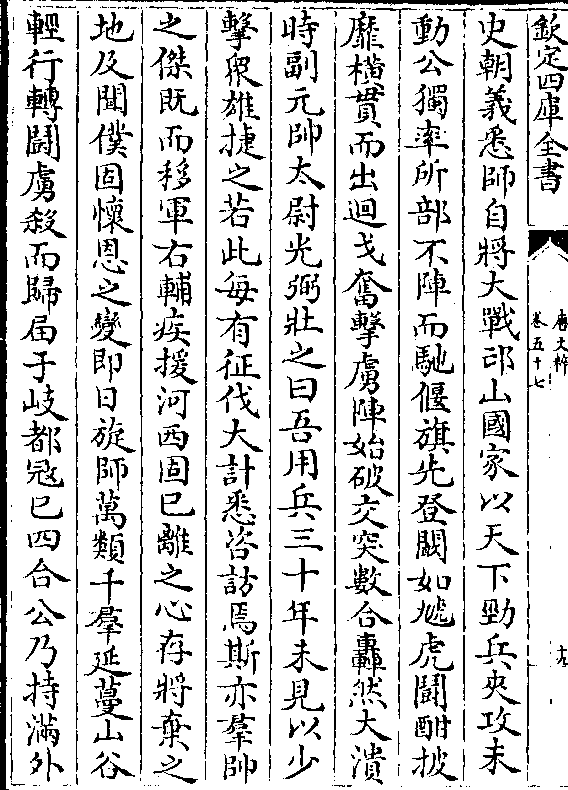 欽定四庫全書
唐文粹
卷五十七
十九
史朝義悉師自將大戰邙山國家以天下勁兵夾攻未
動公獨率所部不陣而馳偃旗先登闞如虓虎鬭酣披
靡橫貫而出迴戈奮擊虜陣始破交突數合轟然大潰
時副元帥太尉光弼壯之曰吾用兵三十年未見以少
擊眾雄捷之若此每有征伐大計悉咨訪焉斯亦羣帥
之傑既而移軍右輔疾援河西固已離之心存將棄之
地及聞僕固懷恩之變即日旋師萬類千羣延蔓山谷
輕行轉鬭虜殺而歸屆于岐都冦已四合公乃持滿外